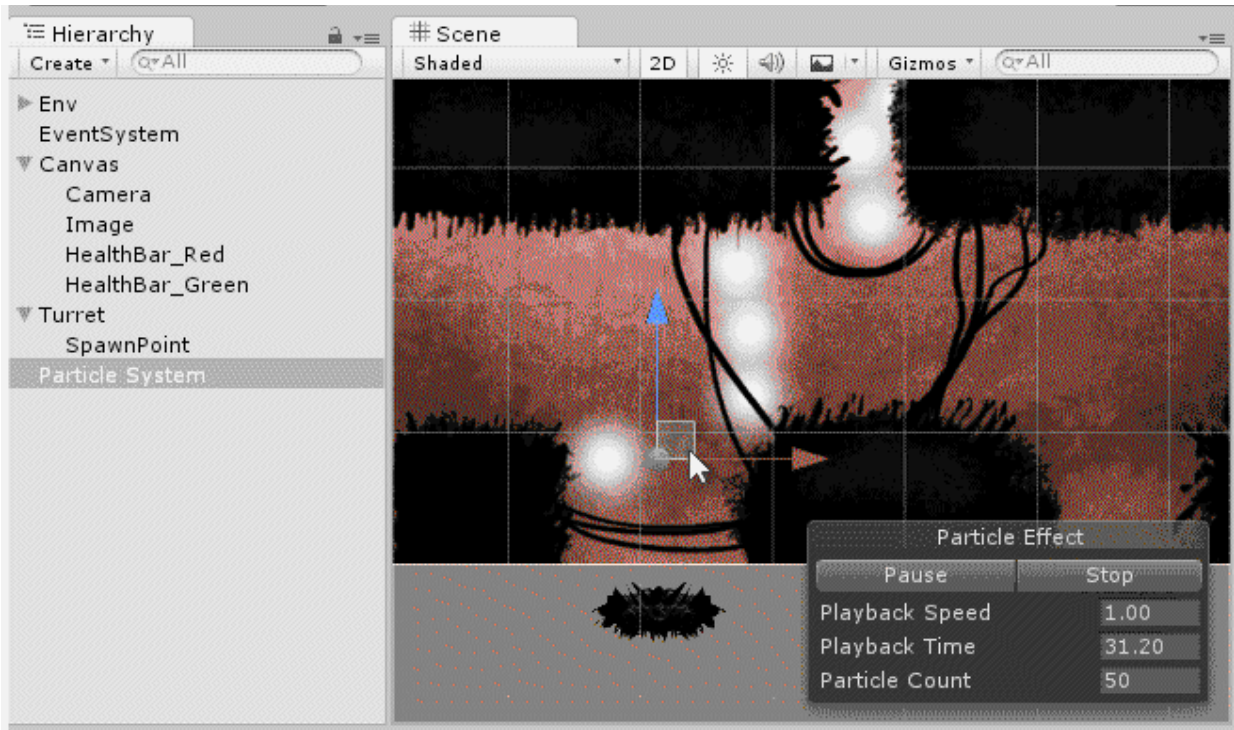 Hierarchy
Create All
Env
EventSystem
Canvas
Camera
Image
HealthBar_Red
HealthBar_Green
Turret
SpawnPoint
Particle System
Scene
Shaded 2D Gizmos All
Particle Effect
Pause Stop
Playback Speed 1.00
Playback Time 31.20
Particle Count 50